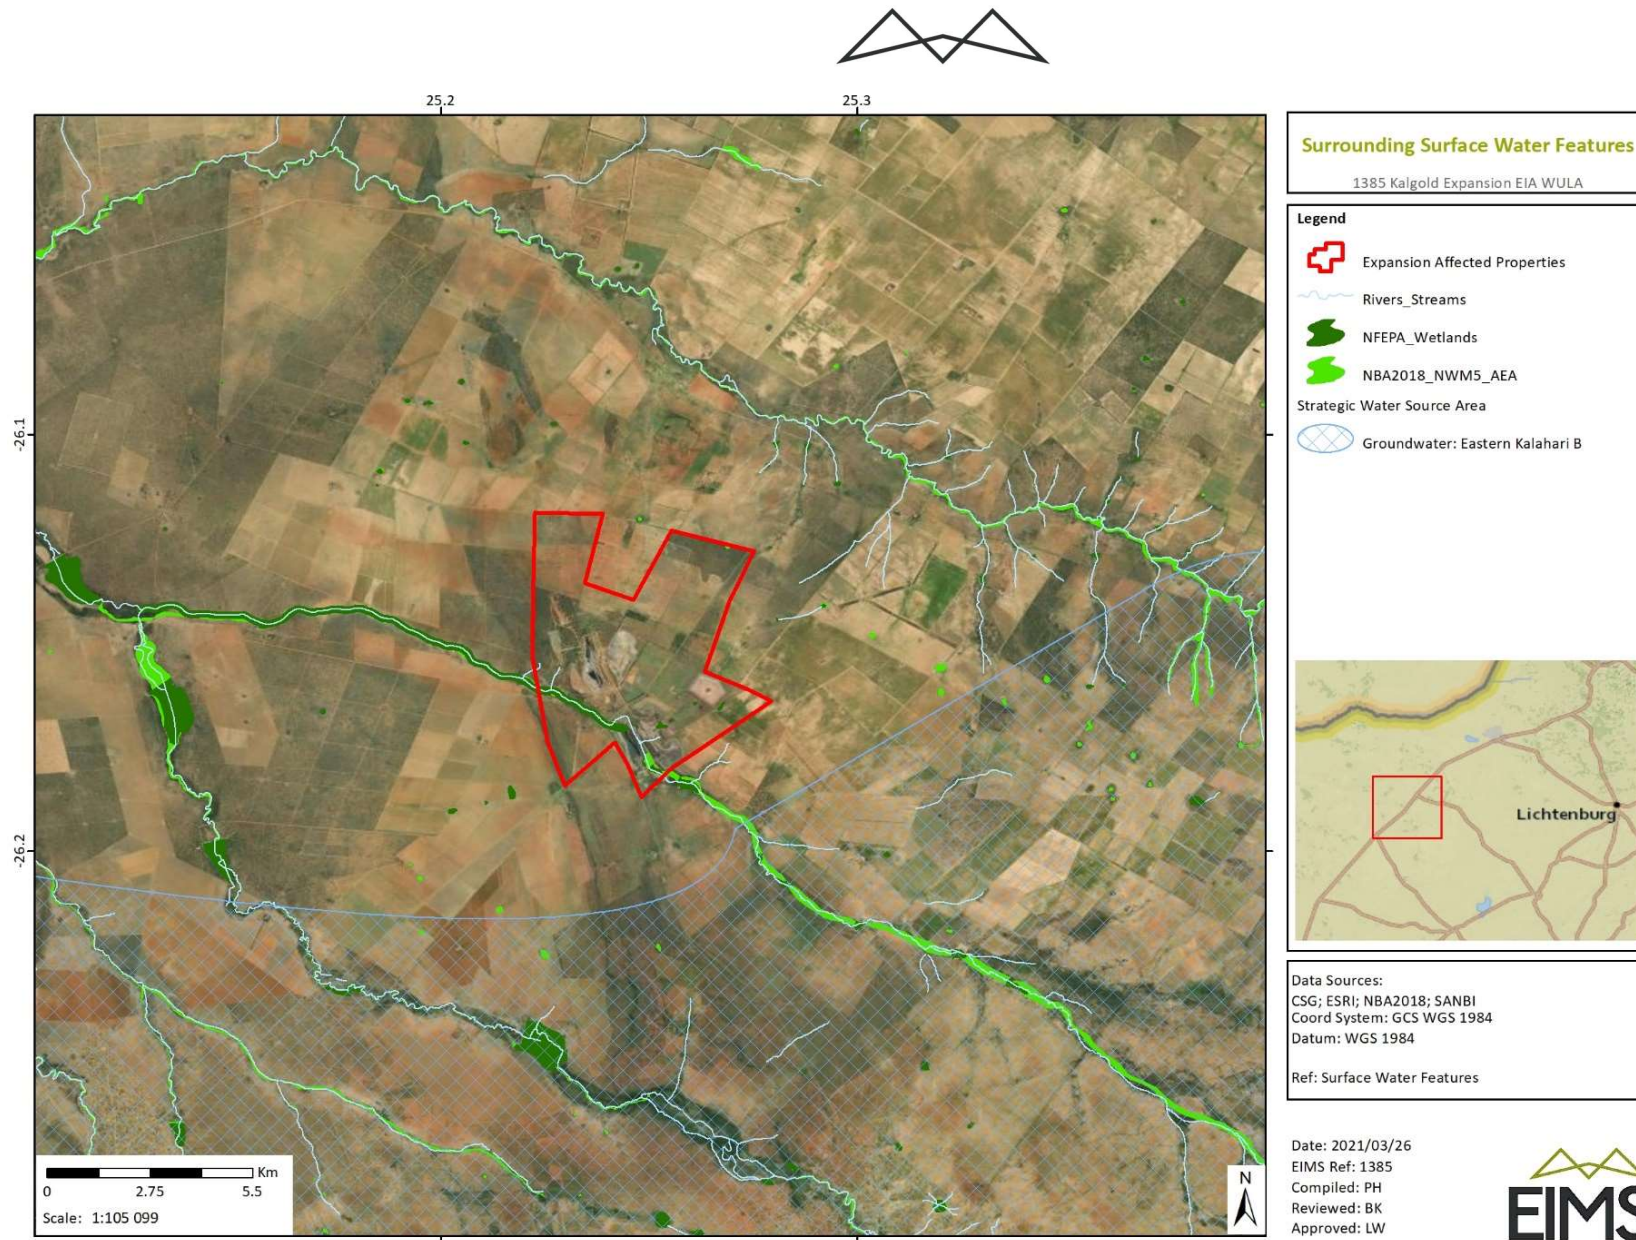 25.2
25.3
-26.1
-26.2
Surrounding Surface Water Features
1385 Kalgold Expansion EIA WULA
Legend
Expansion Affected Properties
Rivers_Streams
NFEPA_Wetlands
NBA2018_NWM5_AEA
Strategic Water Source Area
Groundwater: Eastern Kalahari B
Lichtenburg
Data Sources:
CSG; ESRI; NBA2018; SANBI
Coord System: GCS WGS 1984
Datum: WGS 1984
Ref: Surface Water Features
Date: 2021/03/26
EIMS Ref: 1385
Compiled: PH
Reviewed: BK
Approved: LW
EIMS
Km
0 2.75 5.5
Scale: 1:105 099
N